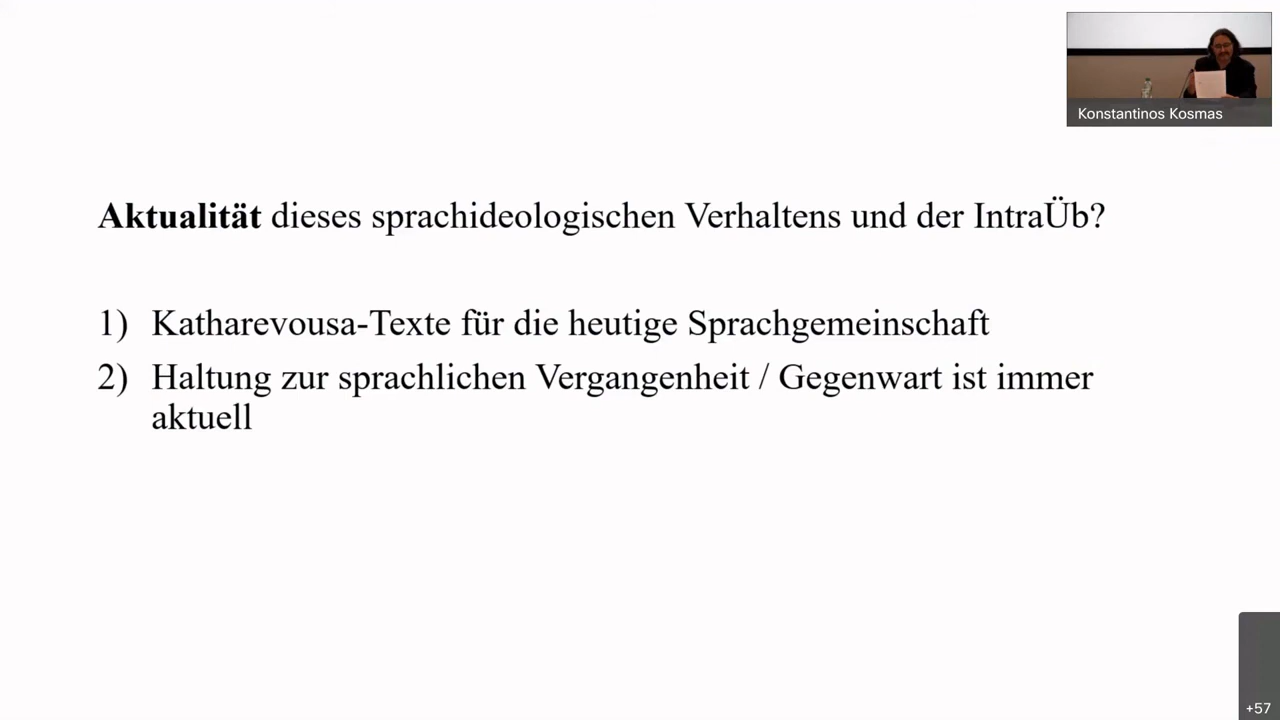 Konstantinos Kosmas
Aktualität dieses sprachideologischen Verhaltens und der IntraÜb?
1) Katharevousa-Texte für die heutige Sprachgemeinschaft
2) Haltung zur sprachlichen Vergangenheit / Gegenwart ist immer
aktuell
+57